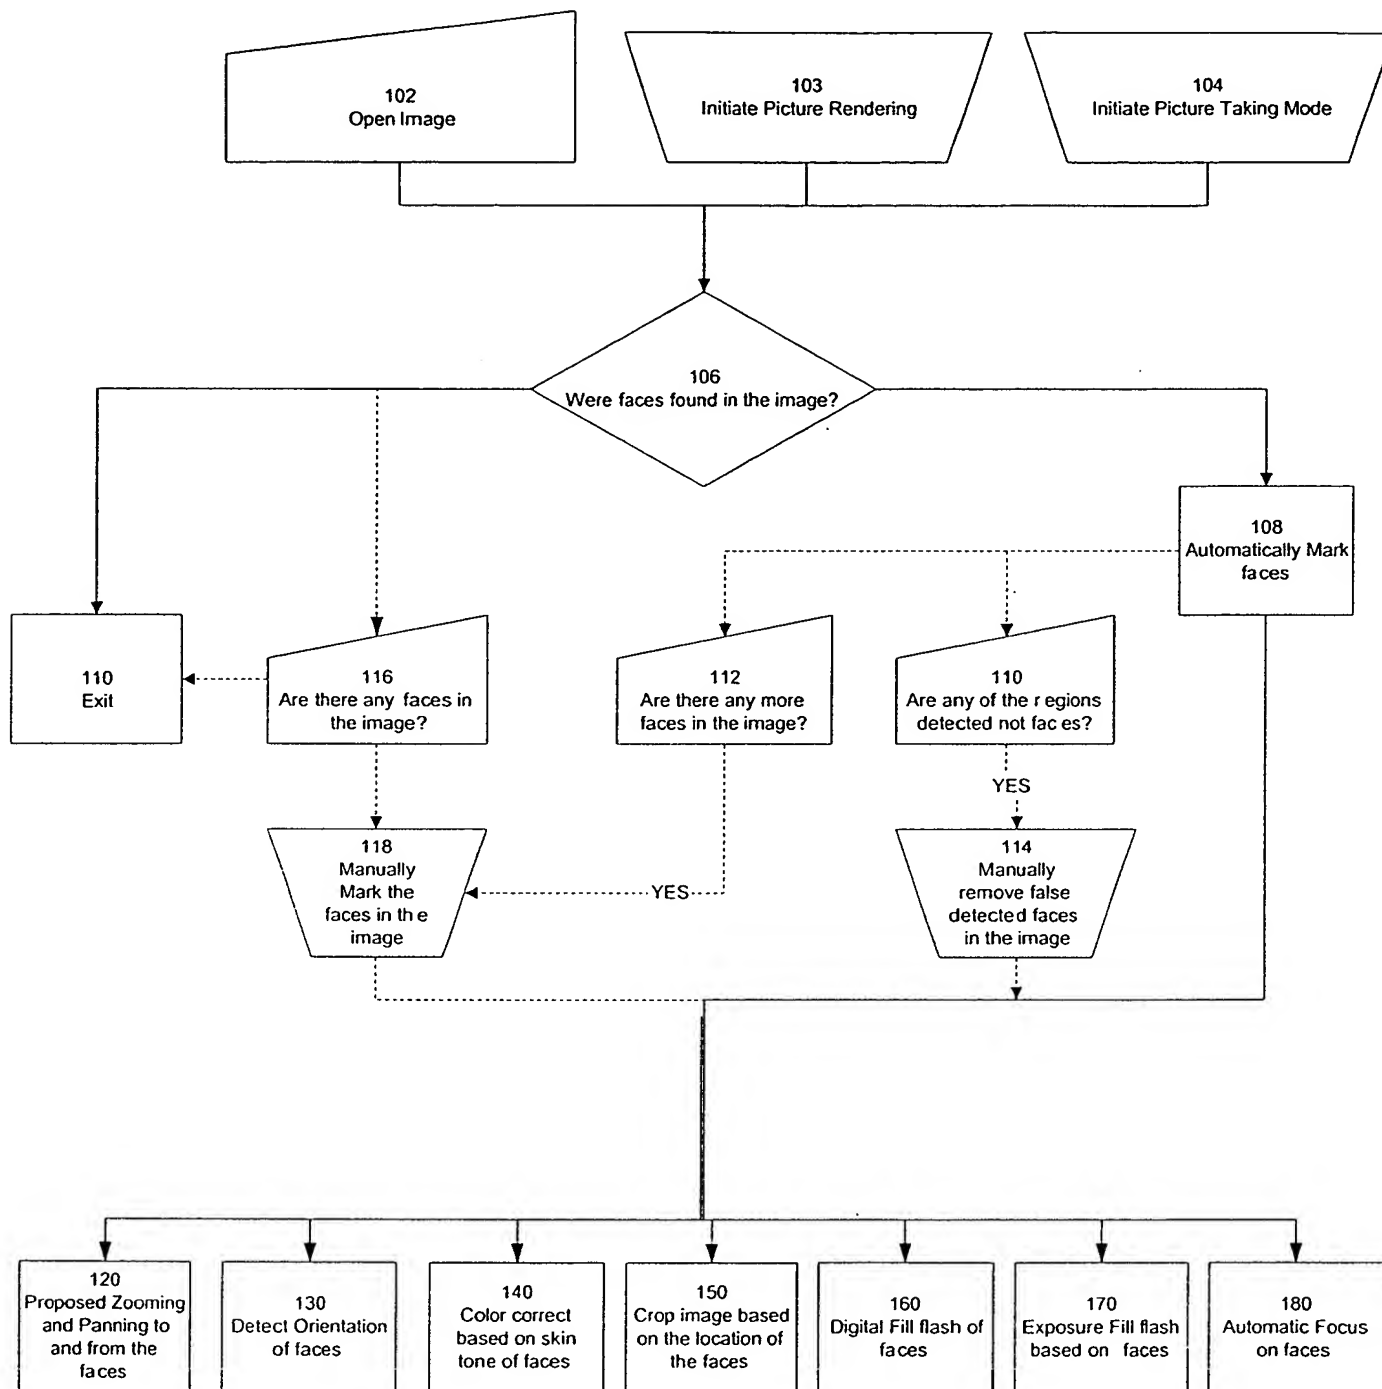 102
Open Image
103
Initiate Picture Rendering
104
Initiate Picture Taking Mode
106
Were faces found in the image?
108
Automatically Mark
faces
110
Exit
116
Are there any faces in
the image?
112
Are there any more
faces in the image?
110
Are any of the regions
detected not faces?
YES
118
Manually
Mark the
faces in the
image
YES
114
Manually
remove false
detected faces
in the image
120
Proposed Zooming
and Panning to
and from the
faces
130
Detect Orientation
of faces
140
Color correct
based on skin
tone of faces
150
Crop image based
on the location of
the faces
160
Digital Fill flash of
faces
170
Exposure Fill flash
based on faces
180
Automatic Focus
on faces